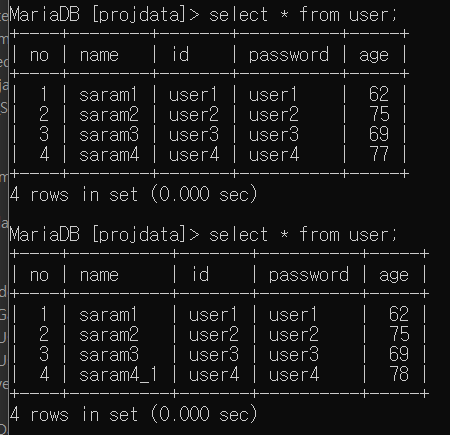 MariaDB [projdata]> select * from user;
+----+--------+-------+----------+-----+
| no | name | id | password | age |
+----+--------+-------+----------+-----+
| 1 | saram1 | user1 | user1 | 62 |
| 2 | saram2 | user2 | user2 | 75 |
| 3 | saram3 | user3 | user3 | 69 |
| 4 | saram4 | user4 | user4 | 77 |
+----+--------+-------+----------+-----+
4 rows in set (0.000 sec)
MariaDB [projdata]> select * from user;
+----+----------+-------+----------+-----+
| no | name | id | password | age |
+----+----------+-------+----------+-----+
| 1 | saram1 | user1 | user1 | 62 |
| 2 | saram2 | user2 | user2 | 75 |
| 3 | saram3 | user3 | user3 | 69 |
| 4 | saram4_1 | user4 | user4 | 78 |
+----+----------+-------+----------+-----+
4 rows in set (0.000 sec)